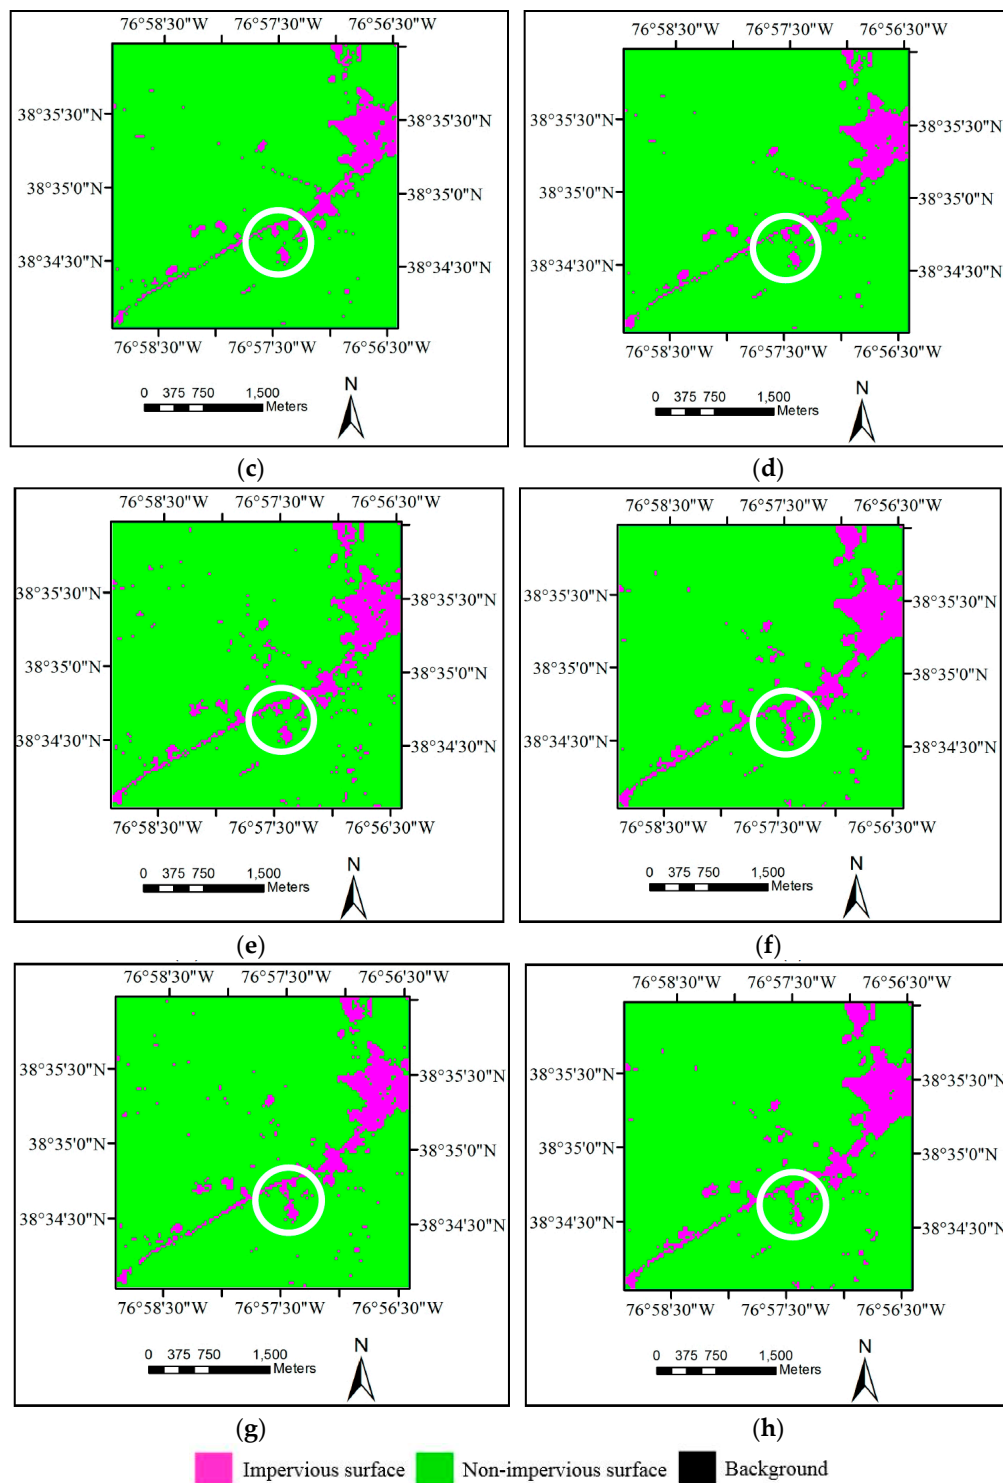 76°58'30"W 76°57'30"W 76°56'30"W
38°35'30"N 38°35'30"N
38°35'0"N 38°35'0"N
38°34'30"N 38°34'30"N
76°58'30"W 76°57'30"W 76°56'30"W
0 375 750 1,500
Meters
N
(c)
76°58'30"W 76°57'30"W 76°56'30"W
38°35'30"N 38°35'30"N
38°35'0"N 38°35'0"N
38°34'30"N 38°34'30"N
76°58'30"W 76°57'30"W 76°56'30"W
0 375 750 1,500
Meters
N
(d)
76°58'30"W 76°57'30"W 76°56'30"W
38°35'30"N 38°35'30"N
38°35'0"N 38°35'0"N
38°34'30"N 38°34'30"N
76°58'30"W 76°57'30"W 76°56'30"W
0 375 750 1,500
Meters
N
(e)
76°58'30"W 76°57'30"W 76°56'30"W
38°35'30"N 38°35'30"N
38°35'0"N 38°35'0"N
38°34'30"N 38°34'30"N
76°58'30"W 76°57'30"W 76°56'30"W
0 375 750 1,500
Meters
N
(f)
76°58'30"W 76°57'30"W 76°56'30"W
38°35'30"N 38°35'30"N
38°35'0"N 38°35'0"N
38°34'30"N 38°34'30"N
76°58'30"W 76°57'30"W 76°56'30"W
0 375 750 1,500
Meters
N
(g)
76°58'30"W 76°57'30"W 76°56'30"W
38°35'30"N 38°35'30"N
38°35'0"N 38°35'0"N
38°34'30"N 38°34'30"N
76°58'30"W 76°57'30"W 76°56'30"W
0 375 750 1,500
Meters
N
(h)
Impervious surface Non-impervious surface Background